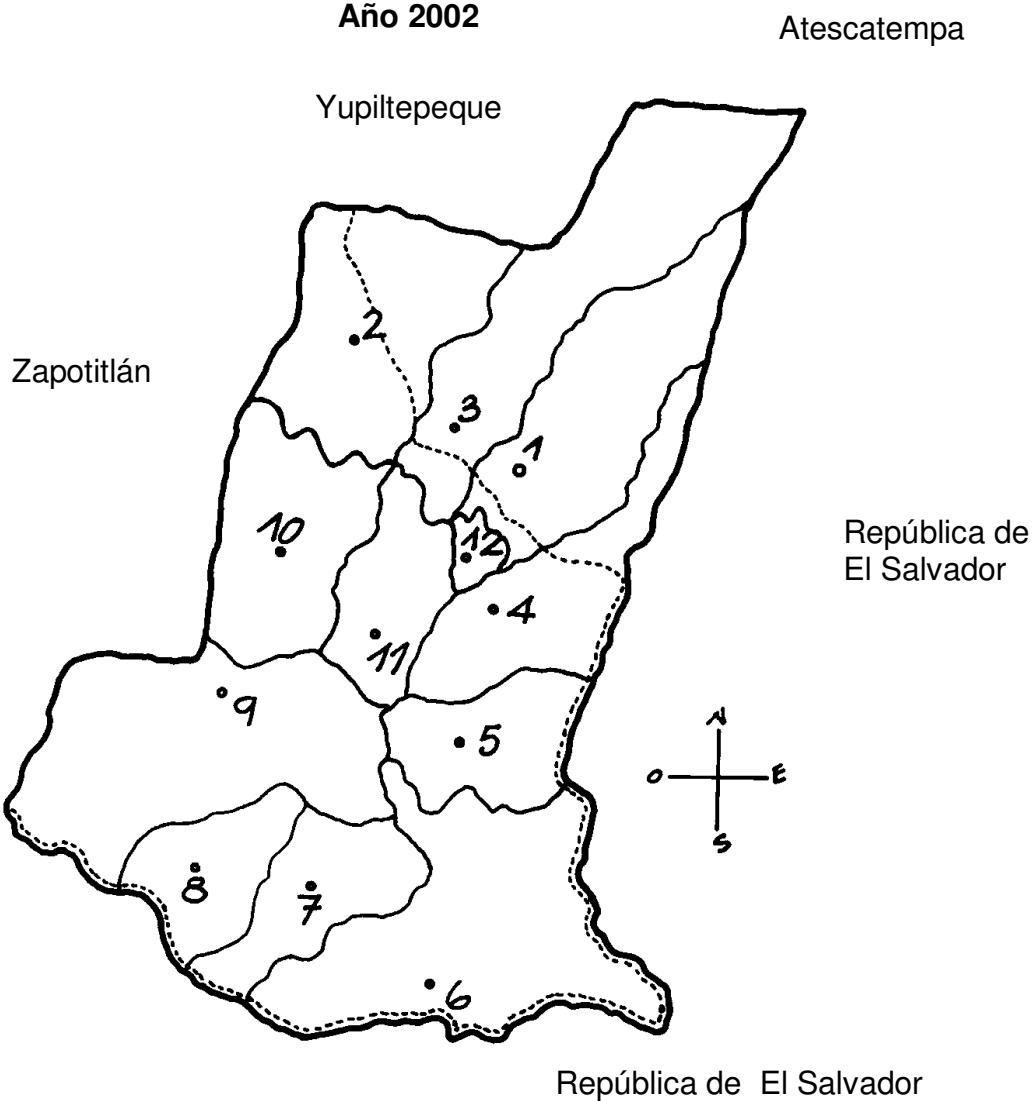 Año 2002
Atescatempa
Yupiltepeque
2
Zapotitlán
3
1
10
12
República de
El Salvador
4
11
9
5
N
O
E
S
8
7
6
República de El Salvador